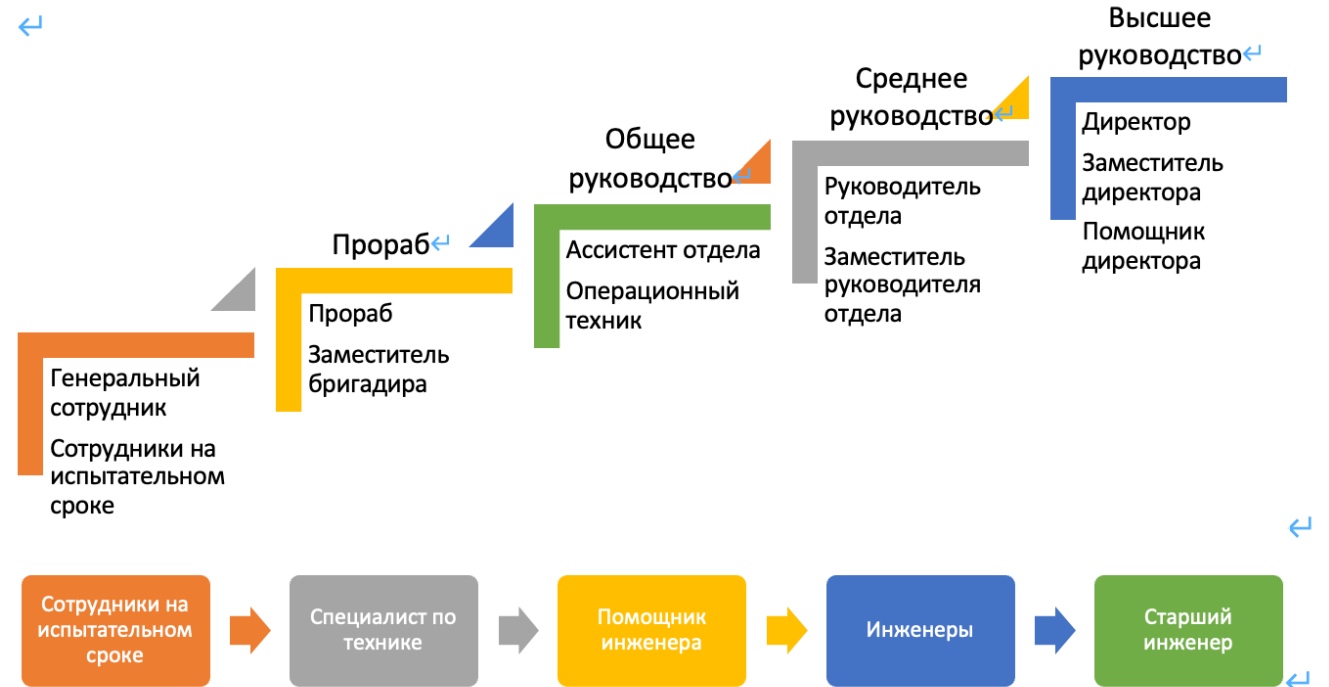 Высшее
руководство
Директор
Заместитель
директора
Помощник
директора
Среднее
руководство
Руководитель
отдела
Заместитель
руководителя
отдела
Общее
руководство
Ассистент отдела
Операционный
техник
Прораб
Прораб
Заместитель
бригадира
Генеральный
сотрудник
Сотрудники на
испытательном
сроке
Сотрудники на
испытательном
сроке
Специалист по
технике
Помощник
инженера
Инженеры
Старший
инженер